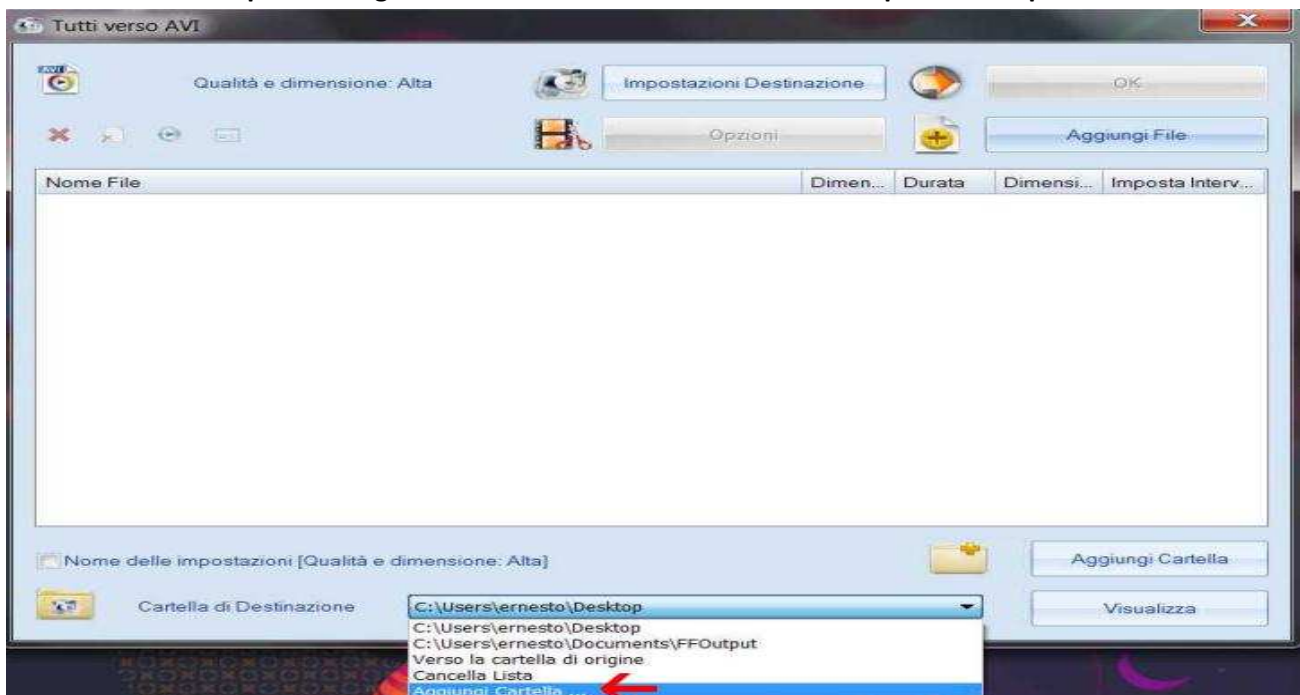 Tutti verso AVI
Qualità e dimensione: Alta
Impostazioni Destinazione
OK
Opzioni
Aggiungi File
Nome File
Dimen...
Durata
Dimensi...
Imposta Interv...
Nome delle impostazioni [Qualità e dimensione: Alta]
Aggiungi Cartella
Cartella di Destinazione
C:\Users\ernesto\Desktop
Visualizza
C:\Users\ernesto\Desktop
C:\Users\ernesto\Documents\FFOutput
Verso la cartella di origine
Cancella Lista
Aggiungi Cartella ...